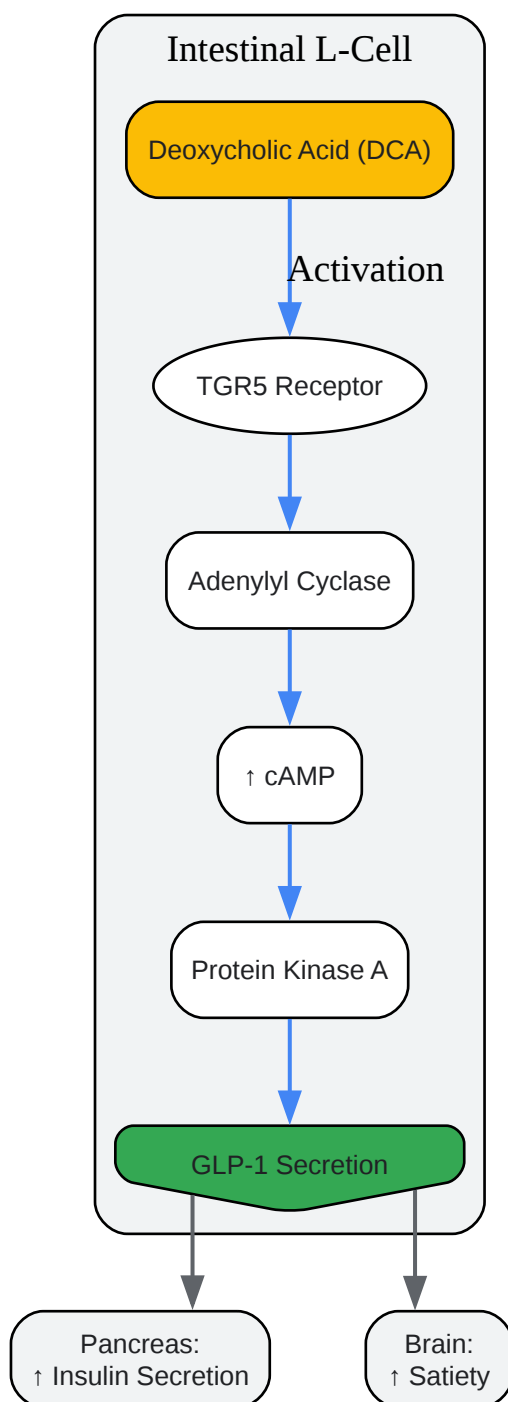 Intestinal L-Cell
Deoxycholic Acid (DCA)
Activation
TGR5 Receptor
Adenylyl Cyclase
↑ cAMP
Protein Kinase A
GLP-1 Secretion
Pancreas:
↑ Insulin Secretion
Brain:
↑ Satiety